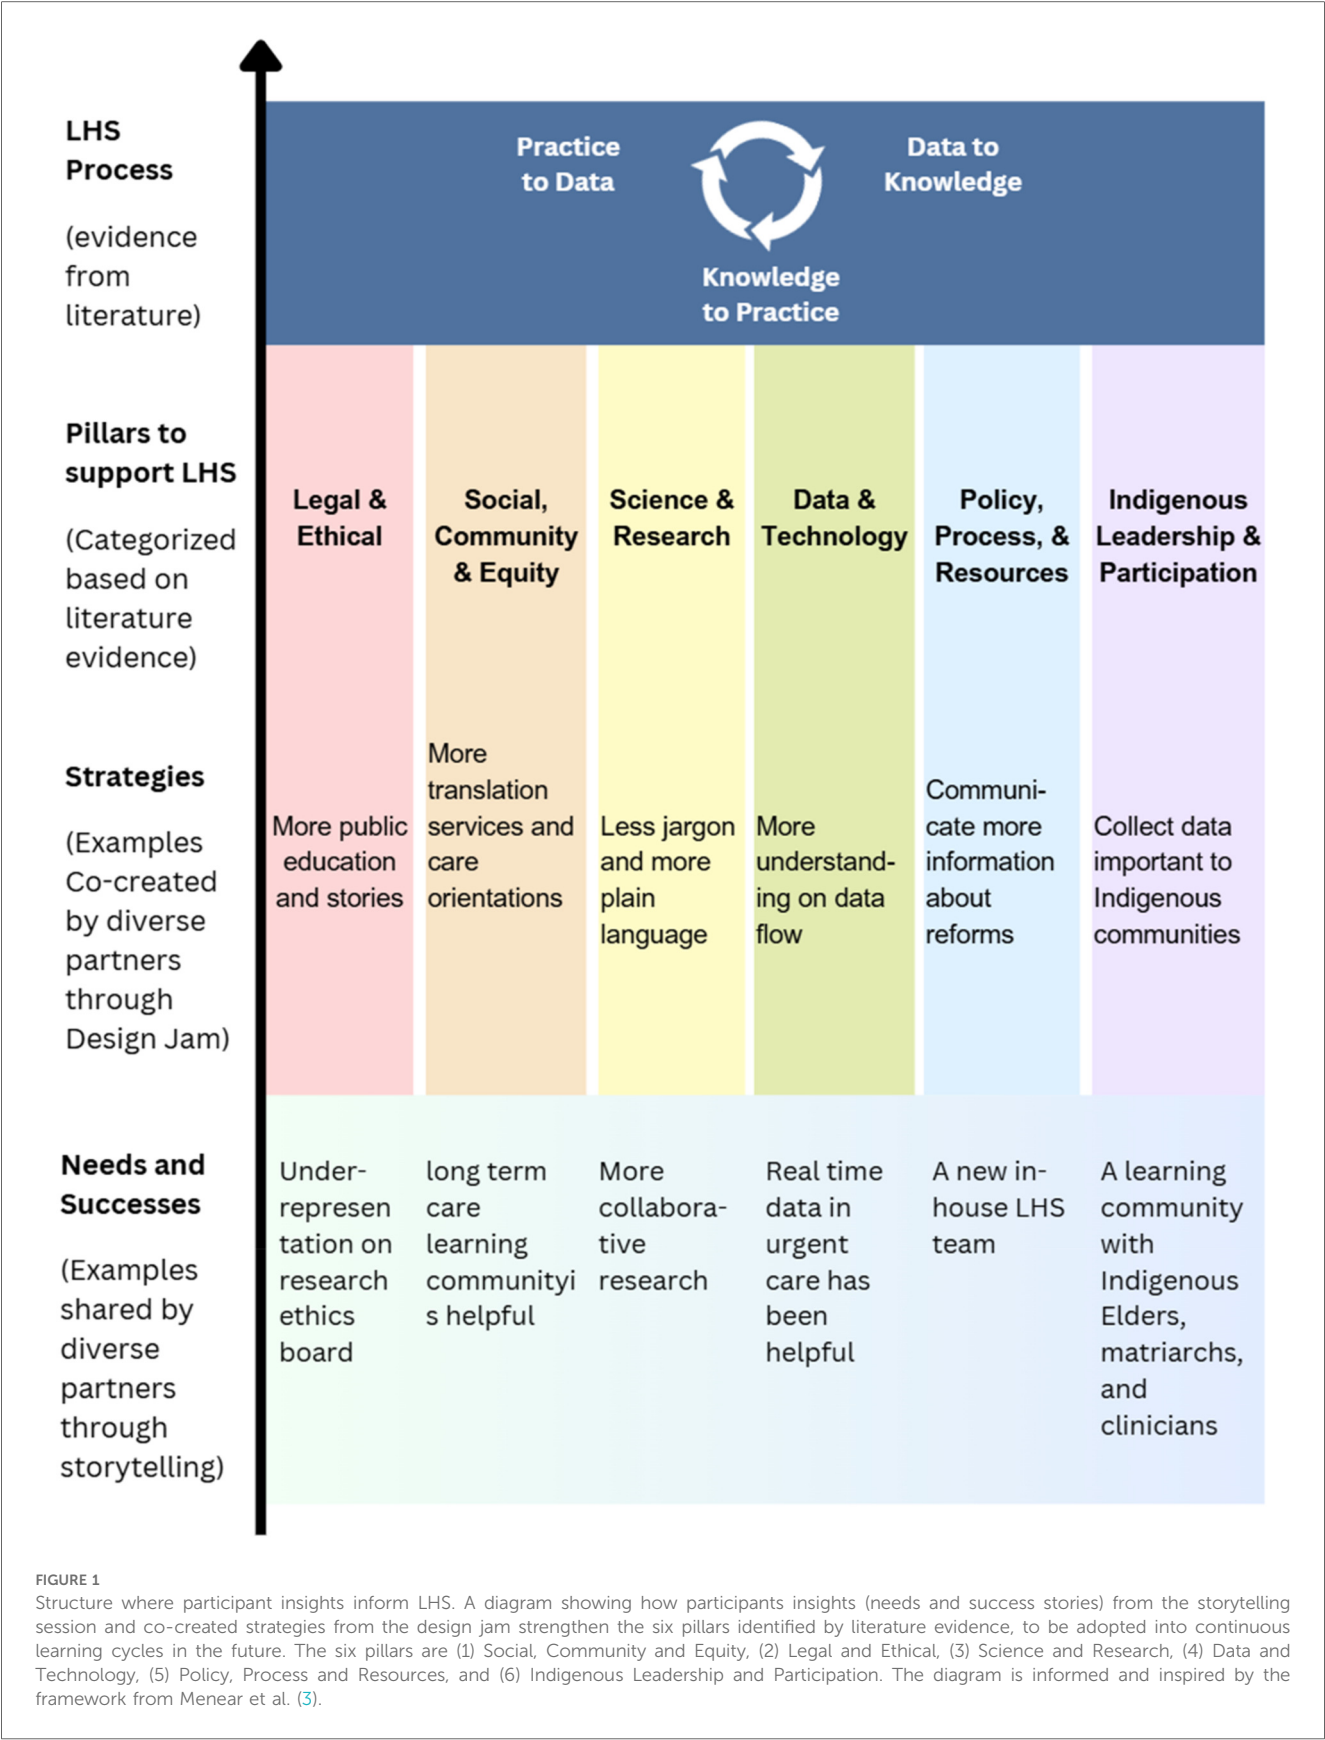 LHS
Process
(evidence
from
literature)
Practice
to Data
Data to
Knowledge
Knowledge
to Practice
Pillars to
support LHS
(Categorized
based on
literature
evidence)
Legal &
Ethical
Social,
Community
& Equity
Science &
Research
Data &
Technology
Policy,
Process, &
Resources
Indigenous
Leadership &
Participation
Strategies
(Examples
Co-created
by diverse
partners
through
Design Jam)
More public
education
and stories
More
translation
services and
care
orientations
Less jargon
and more
plain
language
More
understand-
ing on data
flow
Communi-
cate more
information
about
reforms
Collect data
important to
Indigenous
communities
Needs and
Successes
(Examples
shared by
diverse
partners
through
storytelling)
Under-
represen
tation on
research
ethics
board
long term
care
learning
communityi
s helpful
More
collabora-
tive
research
Real time
data in
urgent
care has
been
helpful
A new in-
house LHS
team
A learning
community
with
Indigenous
Elders,
matriarchs,
and
clinicians
FIGURE 1
Structure where participant insights inform LHS. A diagram showing how participants insights (needs and success stories) from the storytelling
session and co-created strategies from the design jam strengthen the six pillars identified by literature evidence, to be adopted into continuous
learning cycles in the future. The six pillars are (1) Social, Community and Equity, (2) Legal and Ethical, (3) Science and Research, (4) Data and
Technology, (5) Policy, Process and Resources, and (6) Indigenous Leadership and Participation. The diagram is informed and inspired by the
framework from Menear et al. (3).